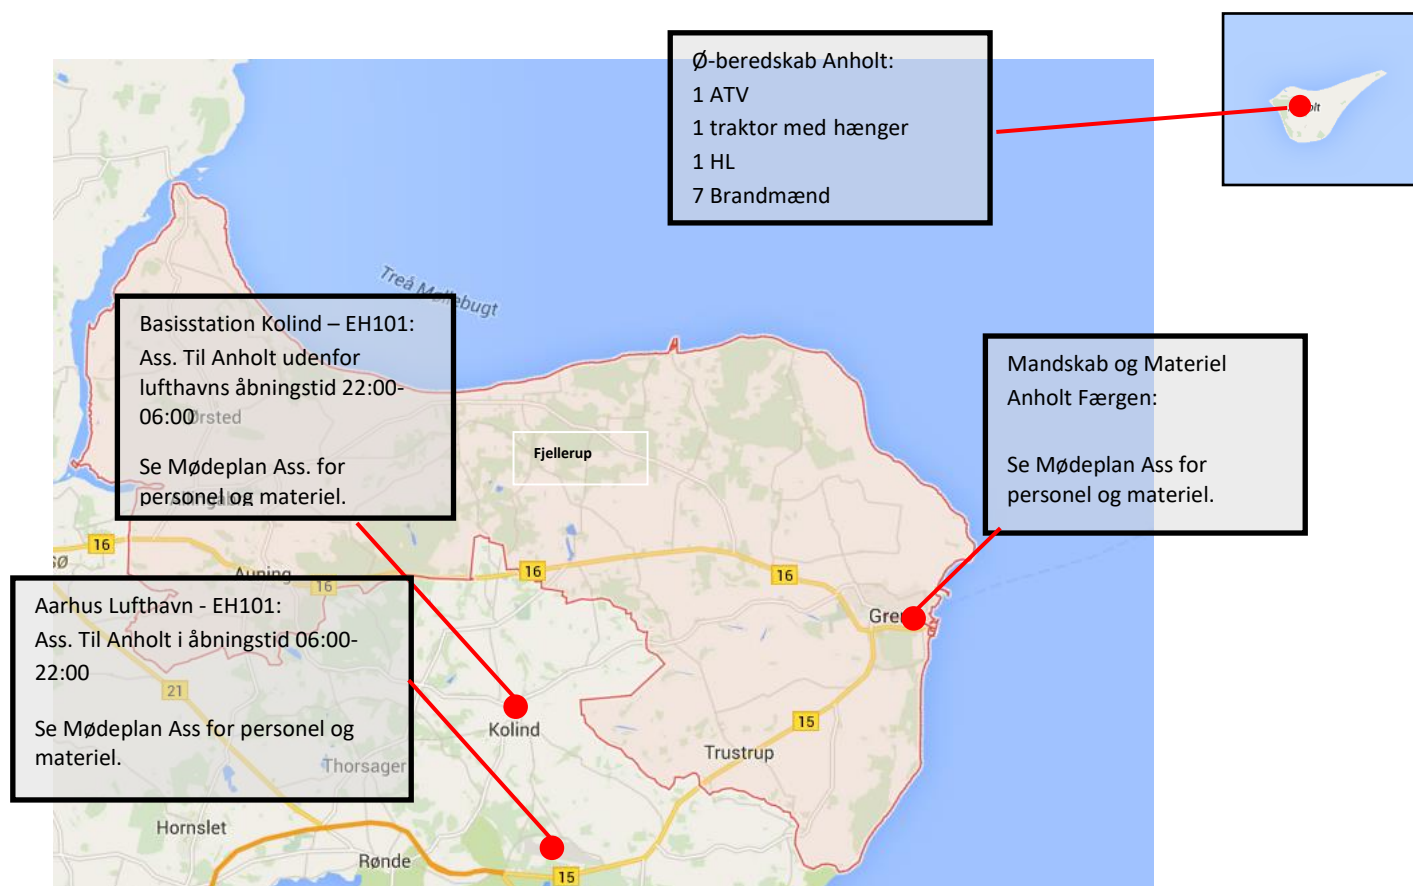 Ø-beredskab Anholt:
1 ATV
1 traktor med hænger
1 HL
7 Brandmænd
Treå Møllebugt
Basisstation Kolind – EH101:
Ass. Til Anholt udenfor
lufthavns åbningstid 22:00-
06:00
Ørsted
Se Mødeplan Ass. for
personel og materiel.
Mandskab og Materiel
Anholt Færgen:
Se Mødeplan Ass for
personel og materiel.
Fjellerup
16
Auning
16
16
16
Aarhus Lufthavn - EH101:
Ass. Til Anholt i åbningstid 06:00-
22:00
Se Mødeplan Ass for personel og
materiel.
21
Kolind
15
Trustrup
Thorsager
Hornslet
Rønde
15